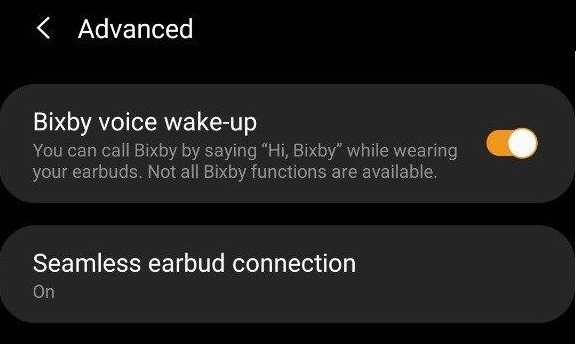 Advanced
Bixby voice wake-up
You can call Bixby by saying “Hi, Bixby” while wearing
your earbuds. Not all Bixby functions are available.
Seamless earbud connection
On